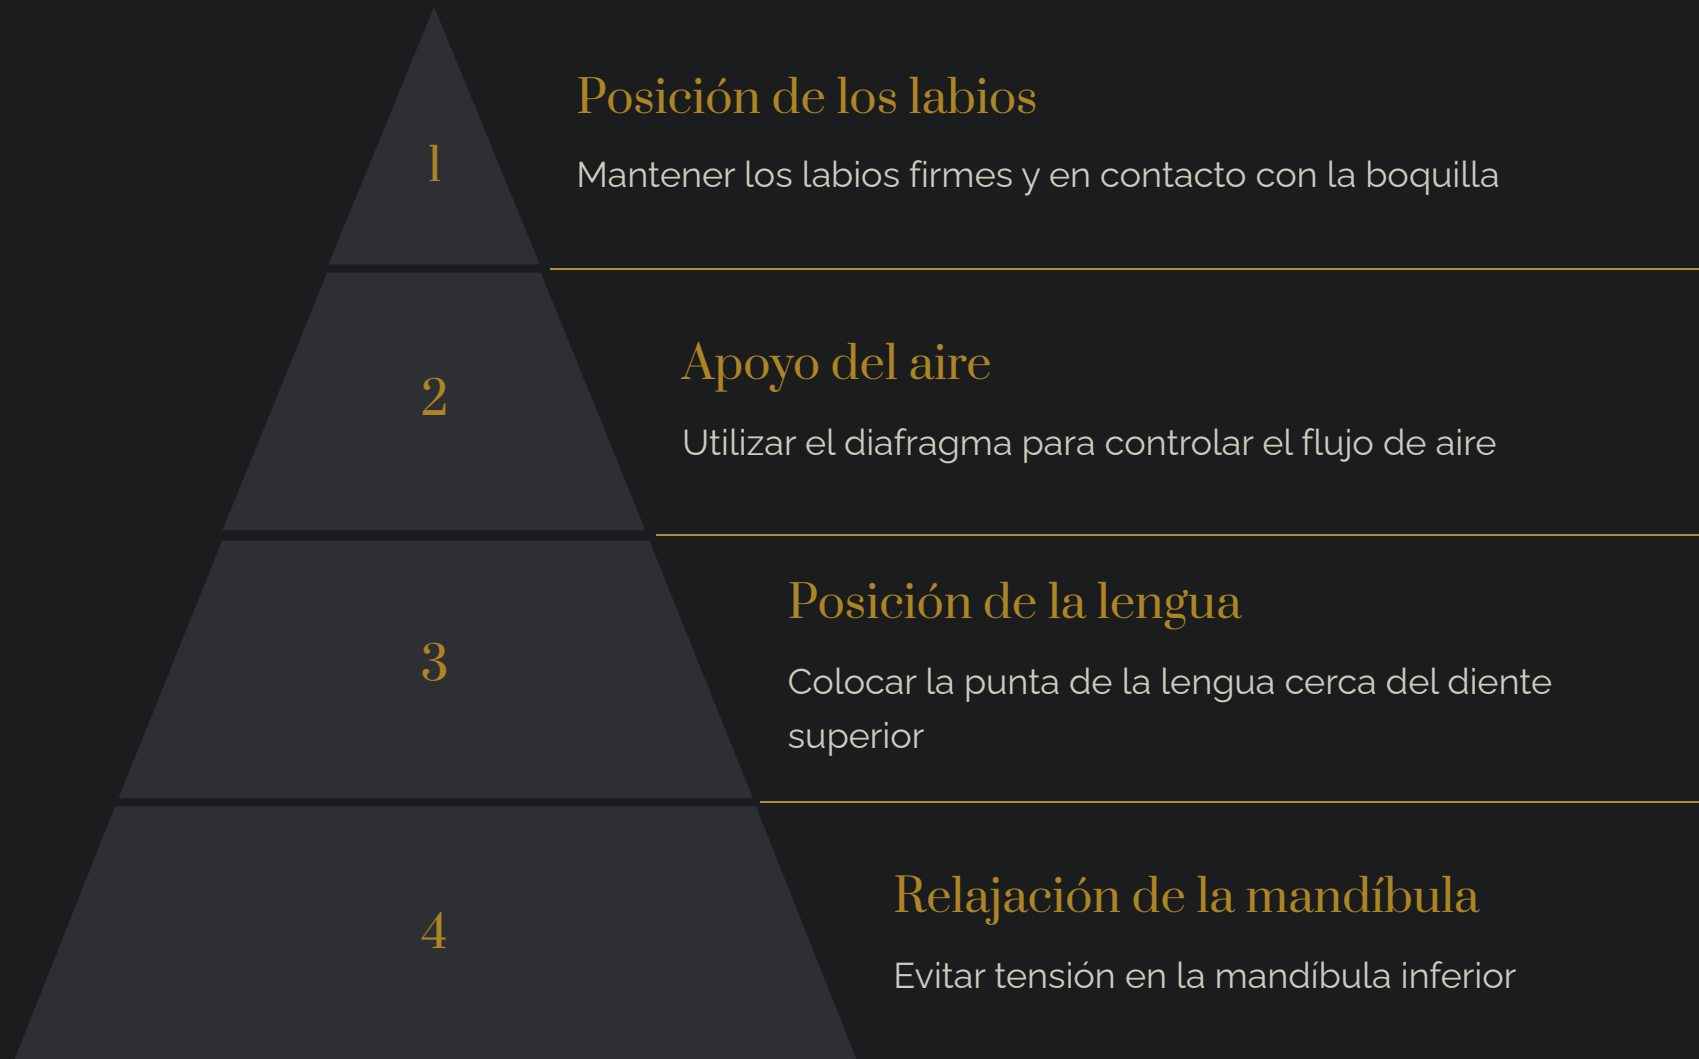 1
Posición de los labios
Mantener los labios firmes y en contacto con la boquilla
2
Apoyo del aire
Utilizar el diafragma para controlar el flujo de aire
3
Posición de la lengua
Colocar la punta de la lengua cerca del diente
superior
4
Relajación de la mandíbula
Evitar tensión en la mandíbula inferior